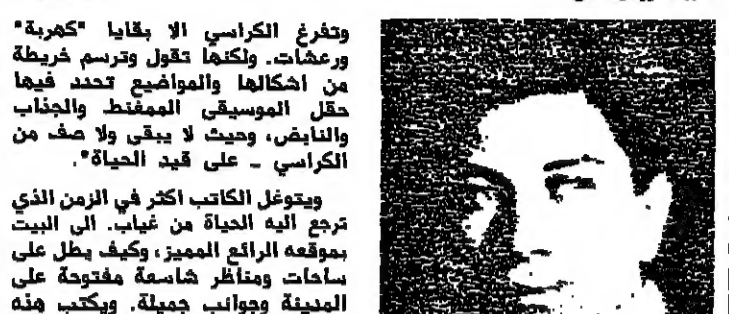 وتفرغ الكراسي الا بقايا "كهربة"
ورعشات. ولكنها تقول وترسم خريطة
من اشكالها والمواضيع تحدد فيها
حقل الموسيقى الممغنط والجذاب
والنابض، وحيث لا يبقى ولا صف من
الكراسي ـ على قيد الحياة".
ويتوغل الكاتب اكثر في الزمن الذي
ترجع اليه الحياة من غياب. الى البيت
بموقعه الرائع المميز، وكيف يطل على
ساحات ومناظر شاسعة مفتوحة على
المدينة وجوانب جميلة. ويكتب هذه